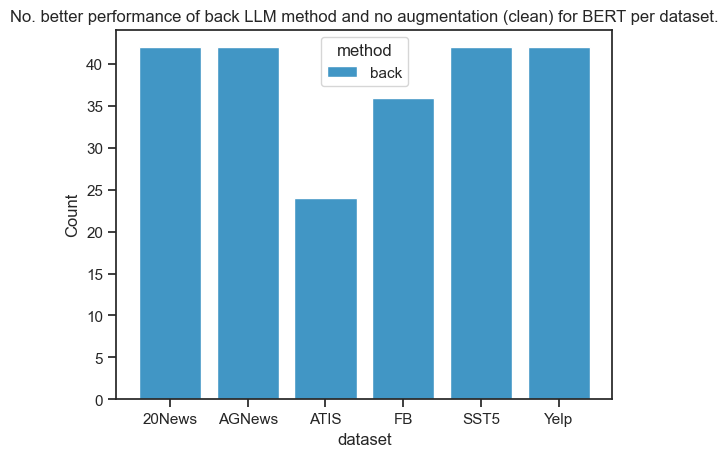 No. better performance of back LLM method and no augmentation (clean) for BERT per dataset.
method
back
40
35
30
25
20
15
10
5
0
Count
20News AGNews ATIS FB SST5 Yelp
dataset